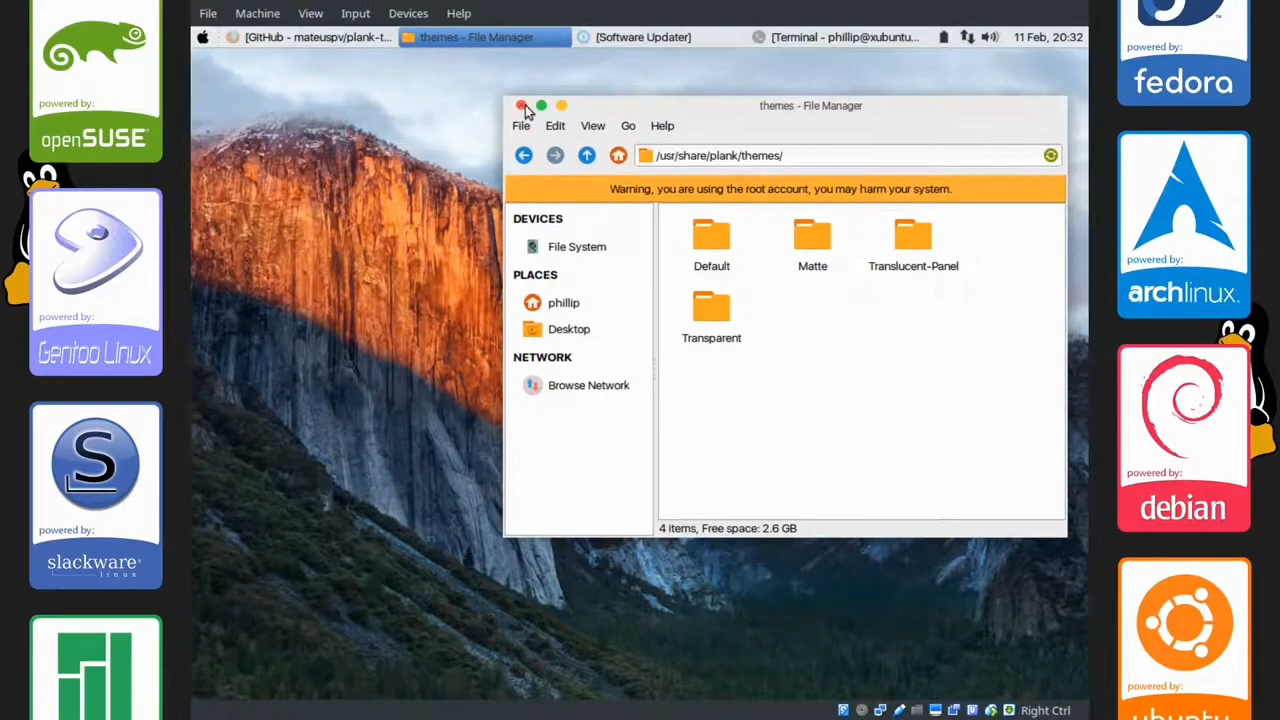 File Machine View Input Devices Help
[GitHub - mateuspv/plank-t... themes - File Manager [Software Updater] [Terminal - phillip@xubuntu... 11 Feb, 20:32
themes - File Manager
File Edit View Go Help
/usr/share/plank/themes/
Warning, you are using the root account, you may harm your system.
DEVICES
File System
PLACES
phillip
Desktop
NETWORK
Browse Network
Default Matte Translucent-Panel
Transparent
4 items, Free space: 2.6 GB
Right Ctrl
powered by:
openSUSE
powered by:
Gentoo Linux
powered by:
S
slackware
linux
powered by:
fedora
powered by:
archlinux
powered by:
debian
powered by:
ubuntu